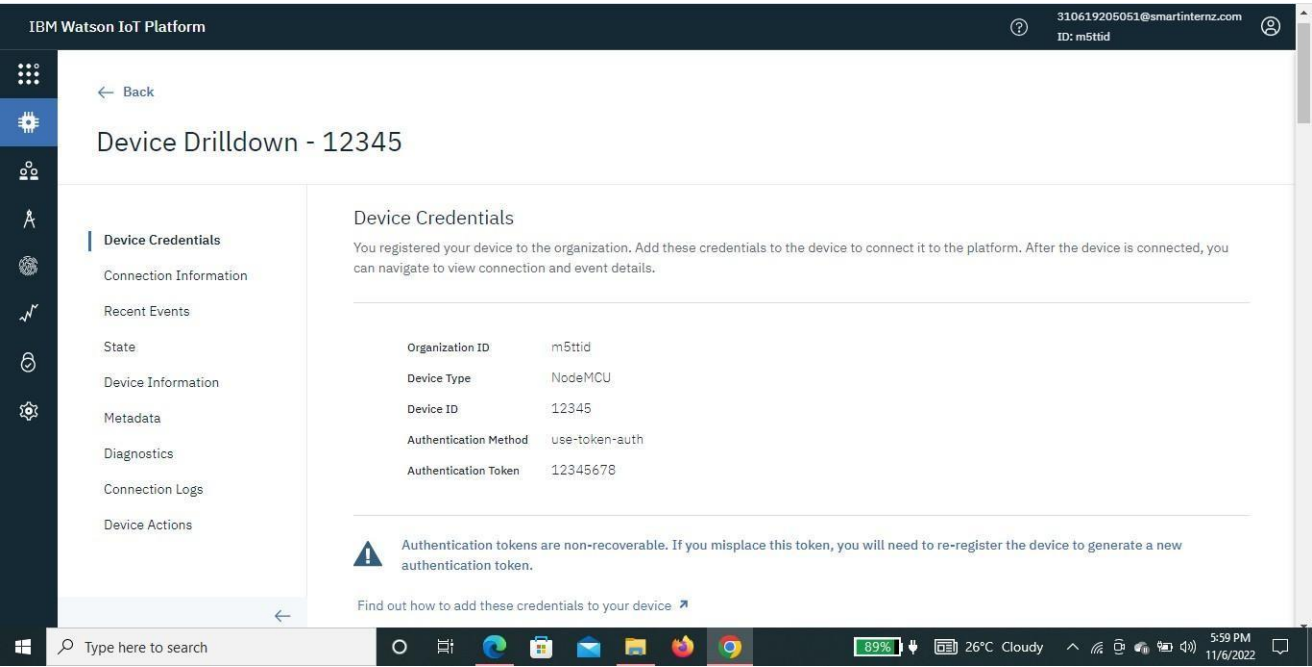 IBM Watson IoT Platform
310619205051@smartinternz.com
ID: m5ttid
← Back
Device Drilldown - 12345
Device Credentials
Connection Information
Recent Events
State
Device Information
Metadata
Diagnostics
Connection Logs
Device Actions
Device Credentials
You registered your device to the organization. Add these credentials to the device to connect it to the platform. After the device is connected, you
can navigate to view connection and event details.
Organization ID m5ttid
Device Type NodeMCU
Device ID 12345
Authentication Method use-token-auth
Authentication Token 12345678
Authentication tokens are non-recoverable. If you misplace this token, you will need to re-register the device to generate a new
authentication token.
Find out how to add these credentials to your device
Type here to search
89%
26°C Cloudy
5:59 PM
11/6/2022